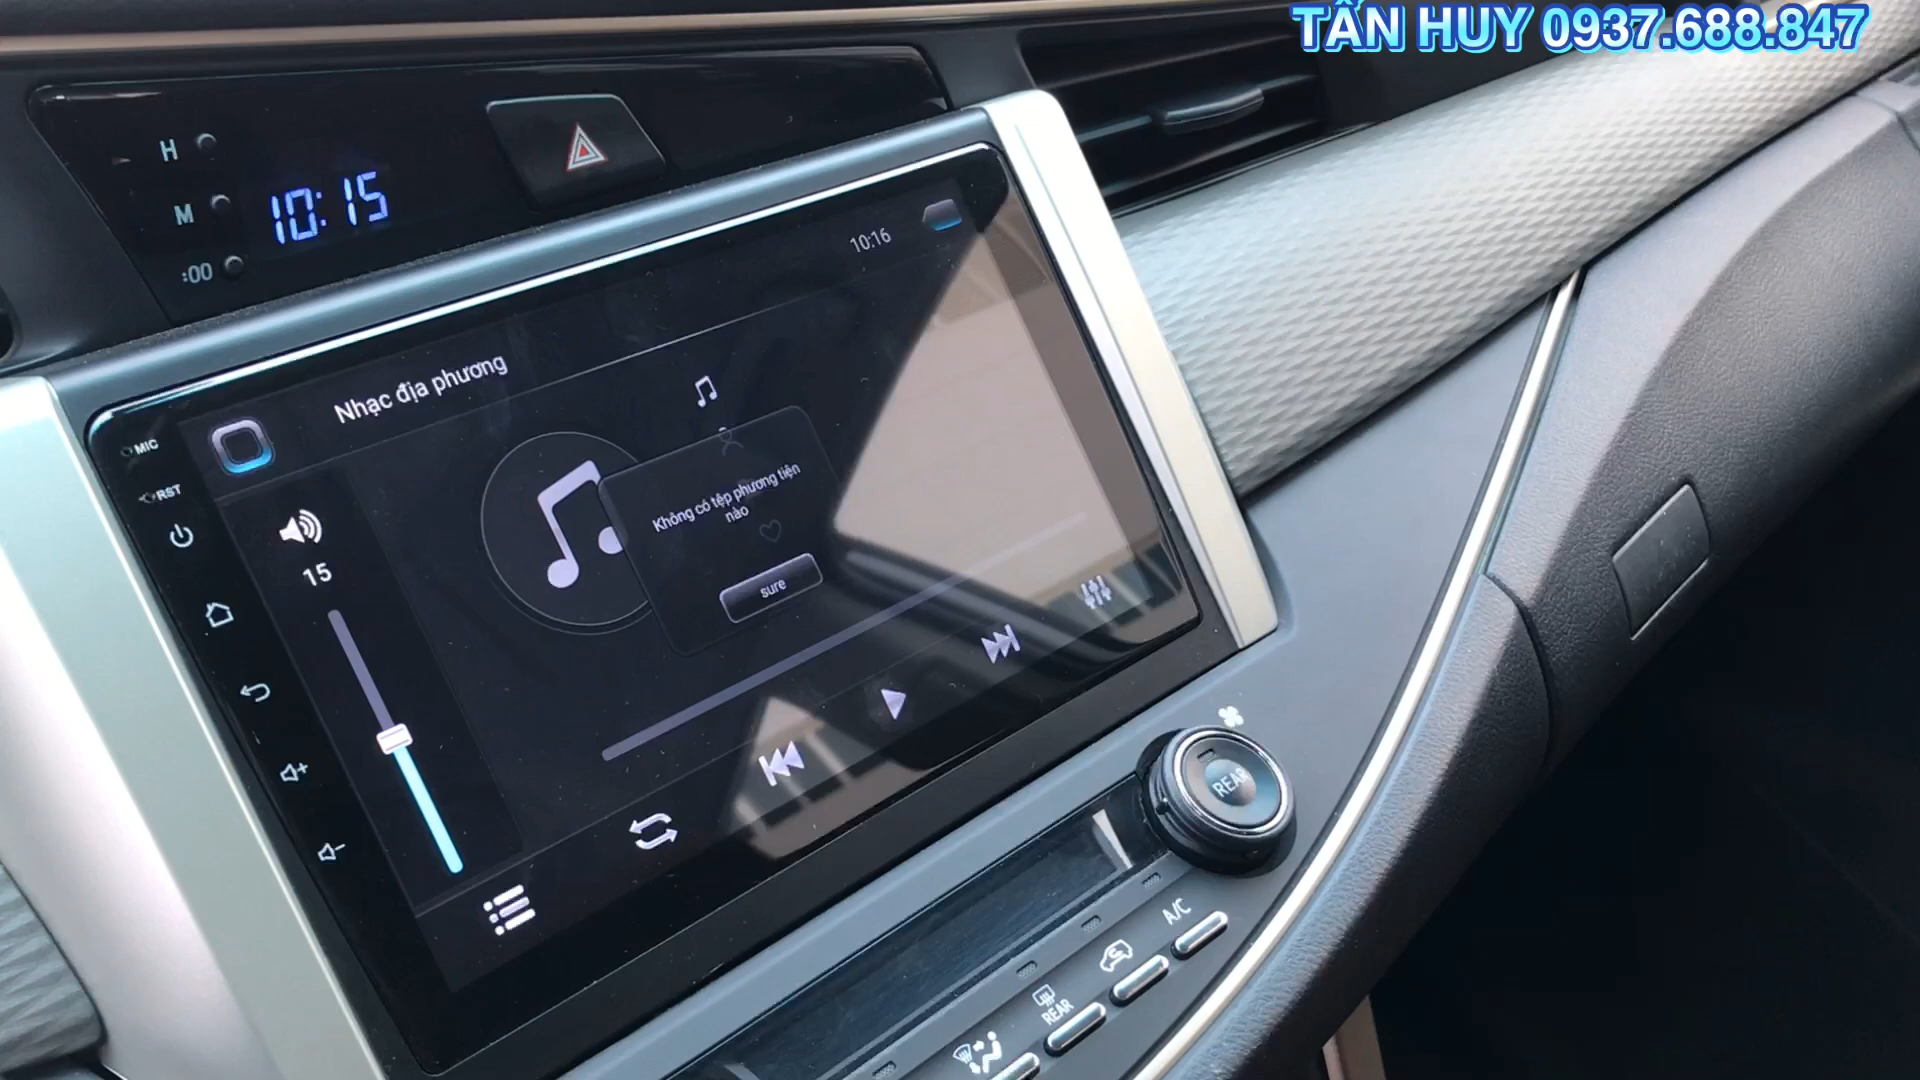 TẤN HUY 0937.688.847
H
M
:00
10:15
10:16
Nhạc địa phương
MIC
RST
15
Không có tệp phương tiện
nào
sure
REAR
A/C
REAR